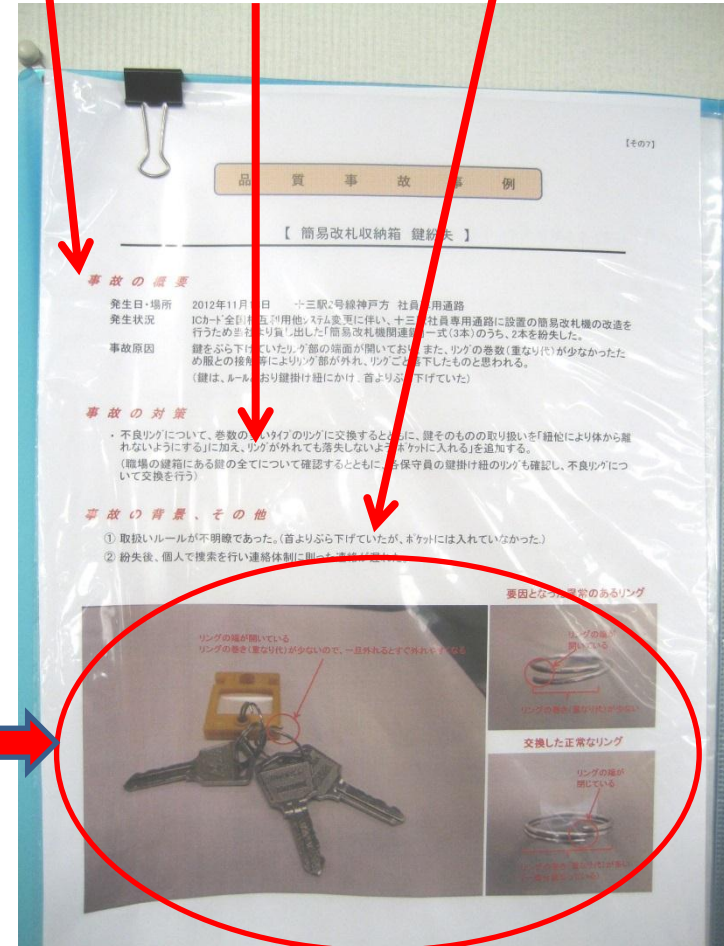 【その7】
品質事故事例
【 簡易改札収納箱 鍵紛失 】
事故の概要
発生日・場所 2012年11月 日 十三駅2号線神戸方 社員専用通路
発生状況 ICカード全国相互利用他システム変更に伴い、十三駅社員専用通路に設置の簡易改札機の改造を
行うため当社より貸し出した「簡易改札機関連鍵」一式(3本)のうち、2本を紛失した。
事故原因 鍵をぶら下げていたリング部の端面が開いており、また、リングの巻数(重なり代)が少なかったた
め服との接触等によりリング部が外れ、リングごと落下したものと思われる。
(鍵は、ルールどおり鍵掛け紐にかけ、首よりぶら下げていた)
事故の対策
・ 不良リングについて、巻数の多いタイプのリングに交換するとともに、鍵そのものの取り扱いを「紐他により体から離
れないようにする」に加え、リングが外れても落失しないようポケットに入れる」を追加する。
(職場の鍵箱にある鍵の全てについて確認するとともに、各保守員の鍵掛け紐のリングも確認し、不良リングにつ
いて交換を行う)
事故の背景、その他
① 取扱いルールが不明瞭であった。(首よりぶら下げていたが、ポケットには入れていなかった。)
② 紛失後、個人で捜索を行い連絡体制に則った連絡が遅れた
要因となった異常のあるリング
リングの端が開いている
リングの巻き(重なり代)が少ないので、一旦外れるとすぐ外れやすくなる
リングの端が
開いている
リングの巻き(重なり代)が少ない
交換した正常なリング
リングの端が
閉じている
(重なり代)が多い